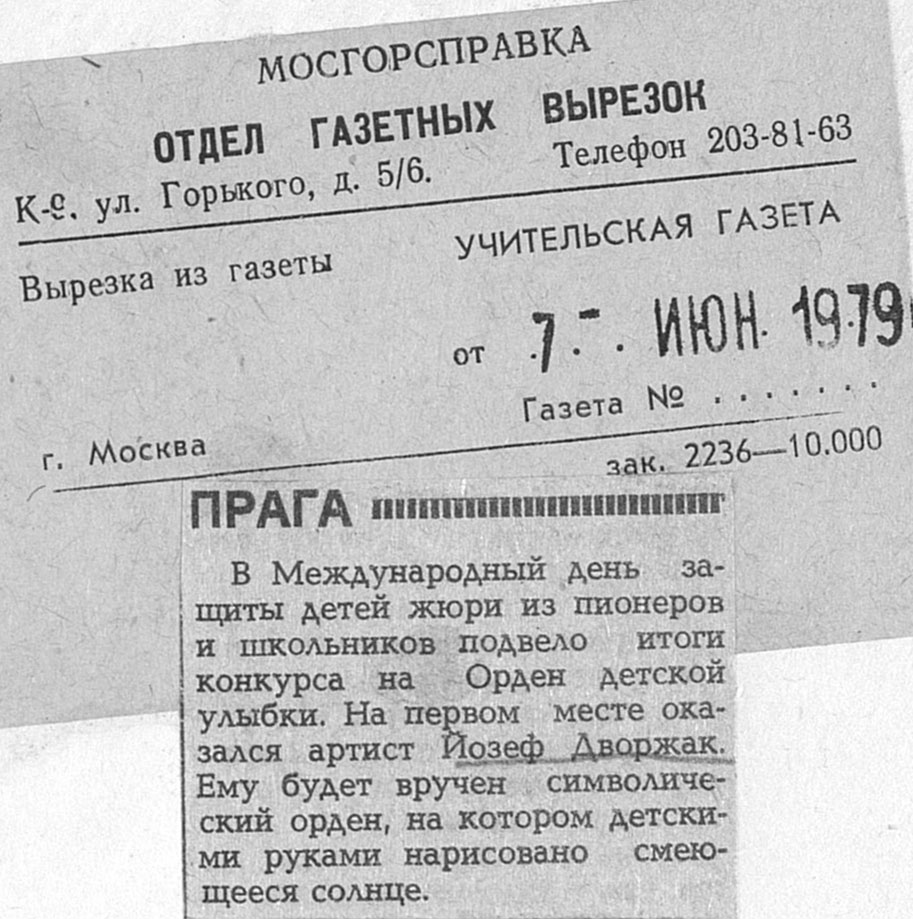 МОСГОРСПРАВКА
ОТДЕЛ ГАЗЕТНЫХ ВЫРЕЗОК
К-9. ул. Горького, д. 5/6. Телефон 203-81-63
Вырезка из газеты УЧИТЕЛЬСКАЯ ГАЗЕТА
от .7.-. ИЮН. 1979
г. Москва Газета № . . . . . . .
зак. 2236—10.000
ПРАГА
В Международный день за-
щиты детей жюри из пионеров
и школьников подвело итоги
конкурса на Орден детской
улыбки. На первом месте ока-
зался артист Йозеф Дворжак.
Ему будет вручен символиче-
ский орден, на котором детски-
ми руками нарисовано смею-
щееся солнце.